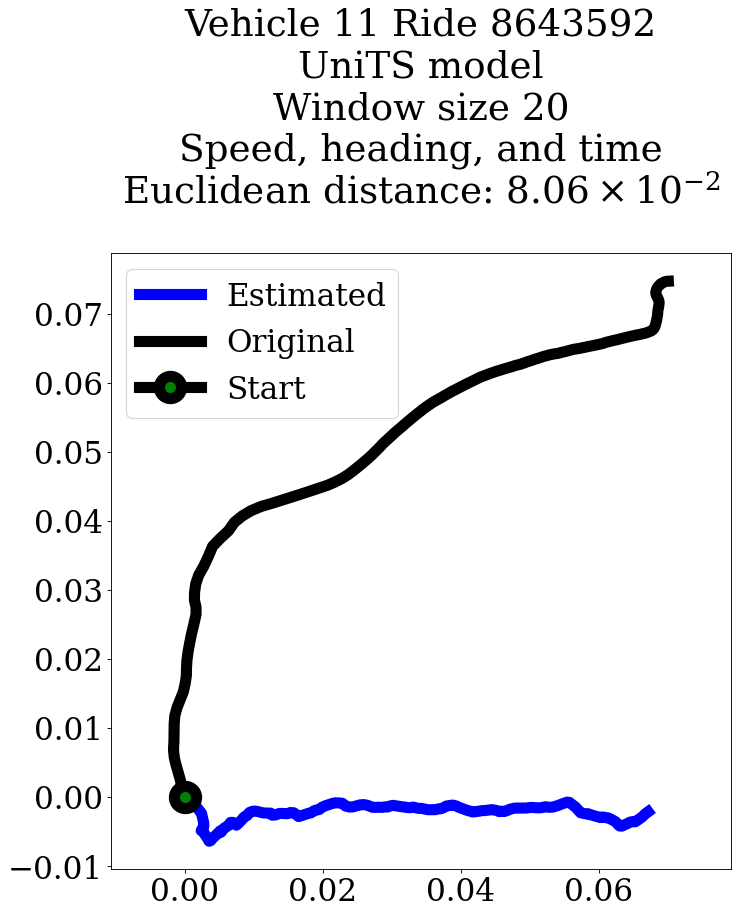 Vehicle 11 Ride 8643592
UniTS model
Window size 20
Speed, heading, and time
Euclidean distance: 8.06 × 10⁻²
Estimated
Original
Start
0.07
0.06
0.05
0.04
0.03
0.02
0.01
0.00
−0.01
0.00 0.02 0.04 0.06